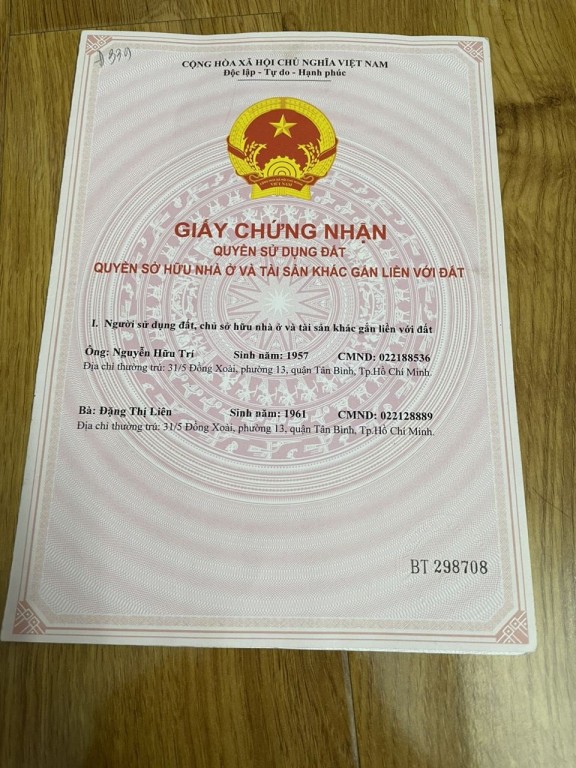 Đ 339
CỘNG HÒA XÃ HỘI CHỦ NGHĨA VIỆT NAM
Độc lập - Tự do - Hạnh phúc
VIỆT NAM
GIẤY CHỨNG NHẬN
QUYỀN SỬ DỤNG ĐẤT
QUYỀN SỞ HỮU NHÀ Ở VÀ TÀI SẢN KHÁC GẮN LIỀN VỚI ĐẤT
I. Người sử dụng đất, chủ sở hữu nhà ở và tài sản khác gắn liền với đất
Ông: Nguyễn Hữu Trí Sinh năm: 1957 CMND: 022188536
Địa chỉ thường trú: 31/5 Đồng Xoài, phường 13, quận Tân Bình, Tp.Hồ Chí Minh.
Bà: Đặng Thị Liên Sinh năm: 1961 CMND: 022128889
Địa chỉ thường trú: 31/5 Đồng Xoài, phường 13, quận Tân Bình, Tp.Hồ Chí Minh.
BT 298708